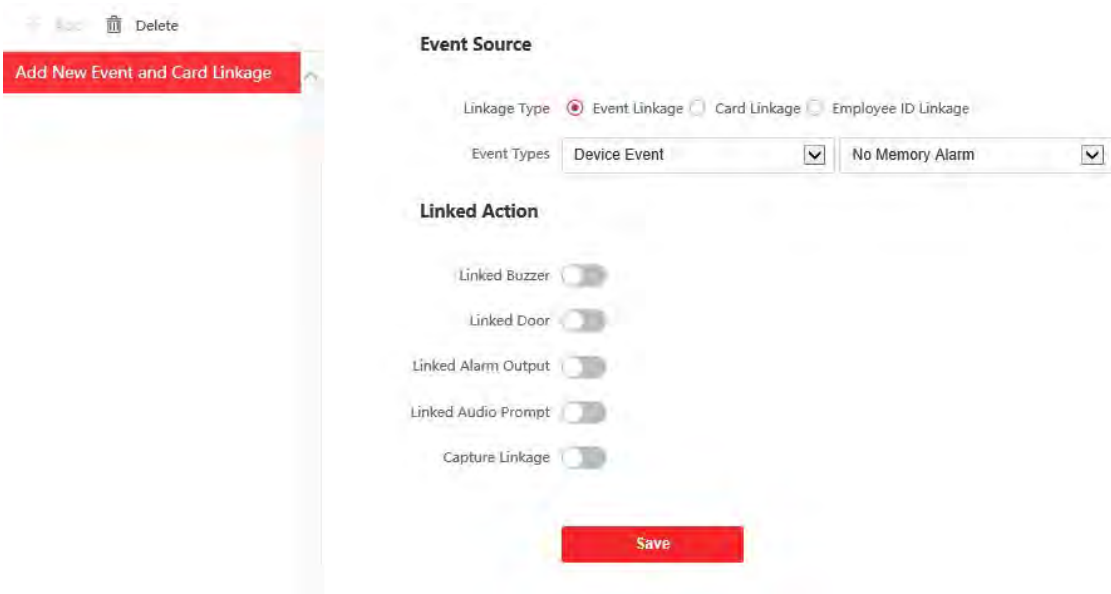 Add Delete
Add New Event and Card Linkage
Event Source
Linkage Type Event Linkage Card Linkage Employee ID Linkage
Event Types Device Event No Memory Alarm
Linked Action
Linked Buzzer
Linked Door
Linked Alarm Output
Linked Audio Prompt
Capture Linkage
Save